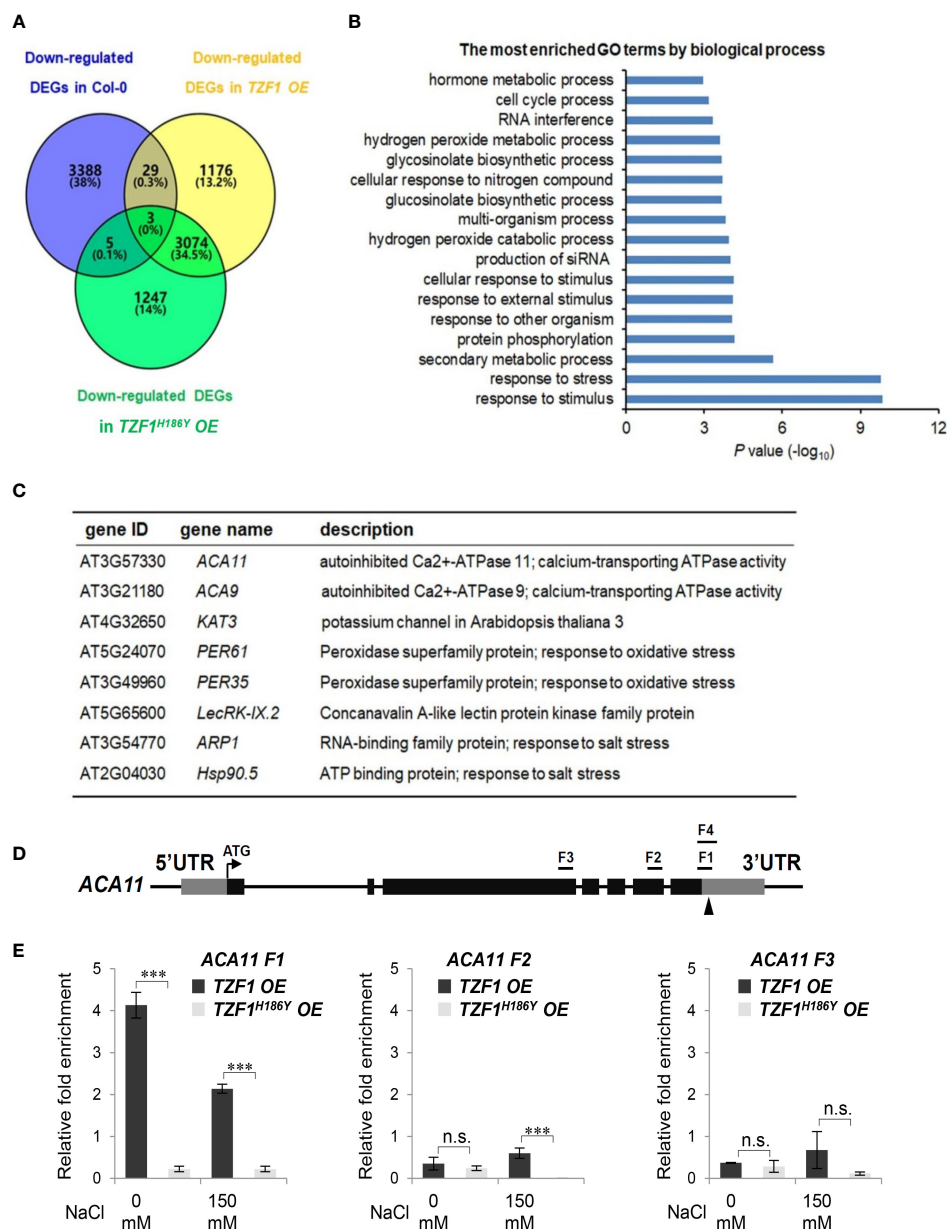 A
Down-regulated
DEGs in Col-0
Down-regulated
DEGs in TZF1 OE
3388
(38%)
29
(0.3%)
1176
(13.2%)
3
(0%)
5
(0.1%)
3074
(34.5%)
1247
(14%)
Down-regulated DEGs
in TZF1H186Y OE
B
The most enriched GO terms by biological process
hormone metabolic process
cell cycle process
RNA interference
hydrogen peroxide metabolic process
glycosinolate biosynthetic process
cellular response to nitrogen compound
glucosinolate biosynthetic process
multi-organism process
hydrogen peroxide catabolic process
production of siRNA
cellular response to stimulus
response to external stimulus
response to other organism
protein phosphorylation
secondary metabolic process
response to stress
response to stimulus
0 3 6 9 12
P value (-log10)
C
gene ID gene name description
AT3G57330 ACA11 autoinhibited Ca2+-ATPase 11; calcium-transporting ATPase activity
AT3G21180 ACA9 autoinhibited Ca2+-ATPase 9; calcium-transporting ATPase activity
AT4G32650 KAT3 potassium channel in Arabidopsis thaliana 3
AT5G24070 PER61 Peroxidase superfamily protein; response to oxidative stress
AT3G49960 PER35 Peroxidase superfamily protein; response to oxidative stress
AT5G65600 LecRK-IX.2 Concanavalin A-like lectin protein kinase family protein
AT3G54770 ARP1 RNA-binding family protein; response to salt stress
AT2G04030 Hsp90.5 ATP binding protein; response to salt stress
D
F4
5'UTR ATG F3 F2 F1 3'UTR
ACA11
E
ACA11 F1
TZF1 OE
TZF1H186Y OE
Relative fold enrichment
5
4
3
2
1
0
***
***
NaCl 0 mM 150 mM
ACA11 F2
TZF1 OE
TZF1H186Y OE
Relative fold enrichment
5
4
3
2
1
0
n.s.
***
NaCl 0 mM 150 mM
ACA11 F3
TZF1 OE
TZF1H186Y OE
Relative fold enrichment
5
4
3
2
1
0
n.s.
n.s.
NaCl 0 mM 150 mM